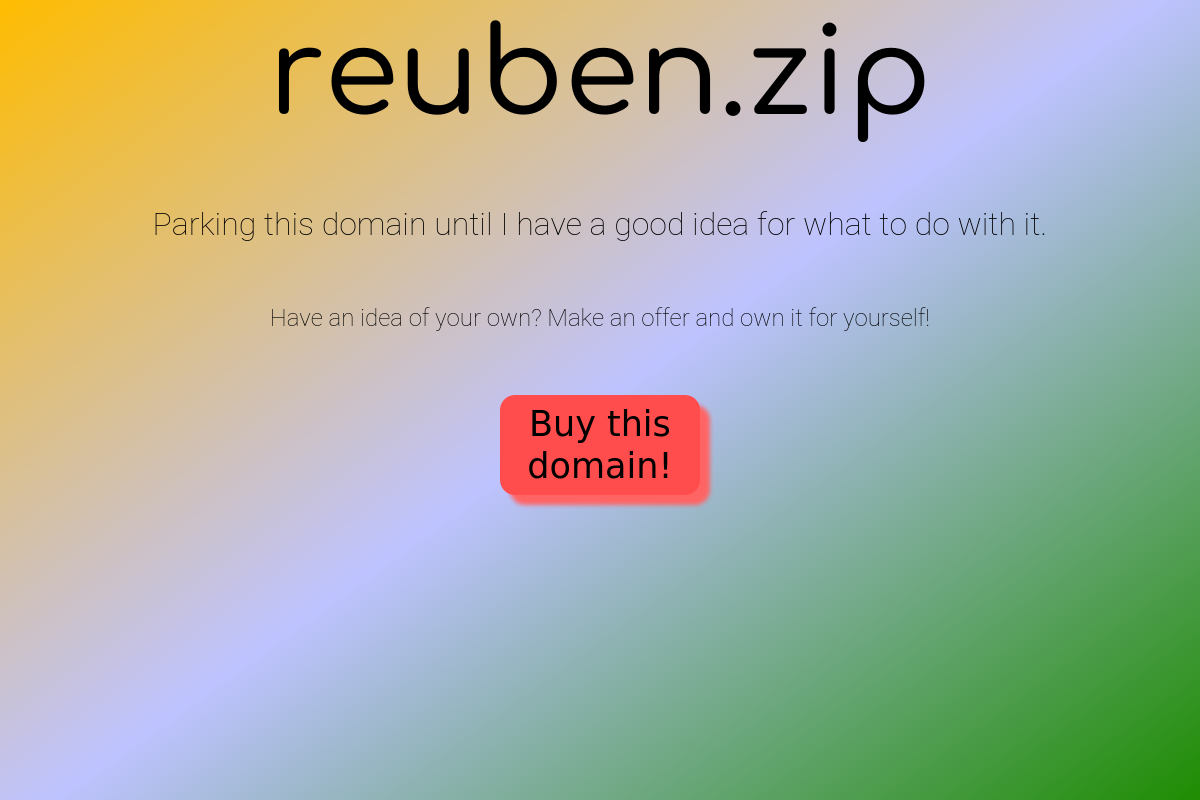 reuben.zip
Parking this domain until I have a good idea for what to do with it.
Have an idea of your own? Make an offer and own it for yourself!
Buy this
domain!